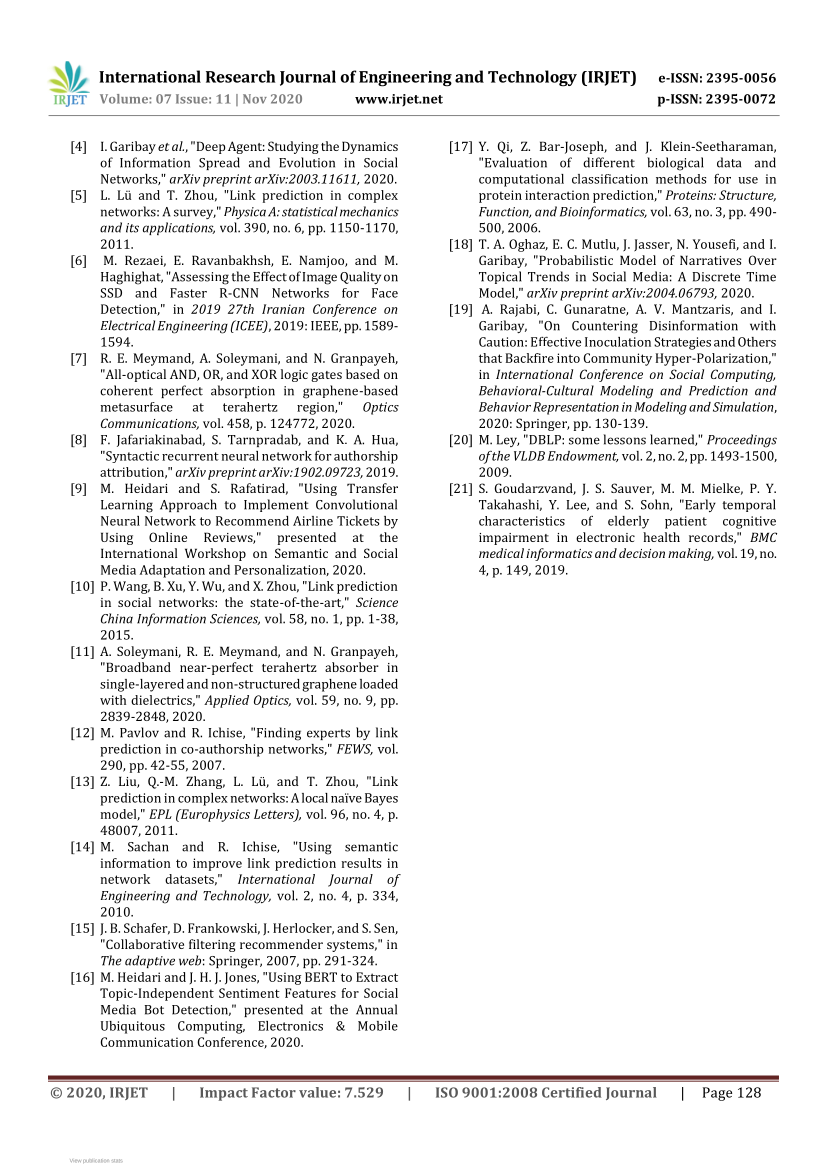 IRJET
International Research Journal of Engineering and Technology (IRJET)
e-ISSN: 2395-0056
Volume: 07 Issue: 11 | Nov 2020
www.irjet.net
p-ISSN: 2395-0072
[4] I. Garibay et al., "Deep Agent: Studying the Dynamics
of Information Spread and Evolution in Social
Networks," arXiv preprint arXiv:2003.11611, 2020.
[5] L. Lü and T. Zhou, "Link prediction in complex
networks: A survey," Physica A: statistical mechanics
and its applications, vol. 390, no. 6, pp. 1150-1170,
2011.
[6] M. Rezaei, E. Ravanbakhsh, E. Namjoo, and M.
Haghighat, "Assessing the Effect of Image Quality on
SSD and Faster R-CNN Networks for Face
Detection," in 2019 27th Iranian Conference on
Electrical Engineering (ICEE), 2019: IEEE, pp. 1589-
1594.
[7] R. E. Meymand, A. Soleymani, and N. Granpayeh,
"All-optical AND, OR, and XOR logic gates based on
coherent perfect absorption in graphene-based
metasurface at terahertz region," Optics
Communications, vol. 458, p. 124772, 2020.
[8] F. Jafariakinabad, S. Tarnpradab, and K. A. Hua,
"Syntactic recurrent neural network for authorship
attribution," arXiv preprint arXiv:1902.09723, 2019.
[9] M. Heidari and S. Rafatirad, "Using Transfer
Learning Approach to Implement Convolutional
Neural Network to Recommend Airline Tickets by
Using Online Reviews," presented at the
International Workshop on Semantic and Social
Media Adaptation and Personalization, 2020.
[10] P. Wang, B. Xu, Y. Wu, and X. Zhou, "Link prediction
in social networks: the state-of-the-art," Science
China Information Sciences, vol. 58, no. 1, pp. 1-38,
2015.
[11] A. Soleymani, R. E. Meymand, and N. Granpayeh,
"Broadband near-perfect terahertz absorber in
single-layered and non-structured graphene loaded
with dielectrics," Applied Optics, vol. 59, no. 9, pp.
2839-2848, 2020.
[12] M. Pavlov and R. Ichise, "Finding experts by link
prediction in co-authorship networks," FEWS, vol.
290, pp. 42-55, 2007.
[13] Z. Liu, Q.-M. Zhang, L. Lü, and T. Zhou, "Link
prediction in complex networks: A local naïve Bayes
model," EPL (Europhysics Letters), vol. 96, no. 4, p.
48007, 2011.
[14] M. Sachan and R. Ichise, "Using semantic
information to improve link prediction results in
network datasets," International Journal of
Engineering and Technology, vol. 2, no. 4, p. 334,
2010.
[15] J. B. Schafer, D. Frankowski, J. Herlocker, and S. Sen,
"Collaborative filtering recommender systems," in
The adaptive web: Springer, 2007, pp. 291-324.
[16] M. Heidari and J. H. J. Jones, "Using BERT to Extract
Topic-Independent Sentiment Features for Social
Media Bot Detection," presented at the Annual
Ubiquitous Computing, Electronics & Mobile
Communication Conference, 2020.
[17] Y. Qi, Z. Bar-Joseph, and J. Klein-Seetharaman,
"Evaluation of different biological data and
computational classification methods for use in
protein interaction prediction," Proteins: Structure,
Function, and Bioinformatics, vol. 63, no. 3, pp. 490-
500, 2006.
[18] T. A. Oghaz, E. C. Mutlu, J. Jasser, N. Yousefi, and I.
Garibay, "Probabilistic Model of Narratives Over
Topical Trends in Social Media: A Discrete Time
Model," arXiv preprint arXiv:2004.06793, 2020.
[19] A. Rajabi, C. Gunaratne, A. V. Mantzaris, and I.
Garibay, "On Countering Disinformation with
Caution: Effective Inoculation Strategies and Others
that Backfire into Community Hyper-Polarization,"
in International Conference on Social Computing,
Behavioral-Cultural Modeling and Prediction and
Behavior Representation in Modeling and Simulation,
2020: Springer, pp. 130-139.
[20] M. Ley, "DBLP: some lessons learned," Proceedings
of the VLDB Endowment, vol. 2, no. 2, pp. 1493-1500,
2009.
[21] S. Goudarzvand, J. S. Sauver, M. M. Mielke, P. Y.
Takahashi, Y. Lee, and S. Sohn, "Early temporal
characteristics of elderly patient cognitive
impairment in electronic health records," BMC
medical informatics and decision making, vol. 19, no.
4, p. 149, 2019.
© 2020, IRJET | Impact Factor value: 7.529 | ISO 9001:2008 Certified Journal | Page 128
View publication stats